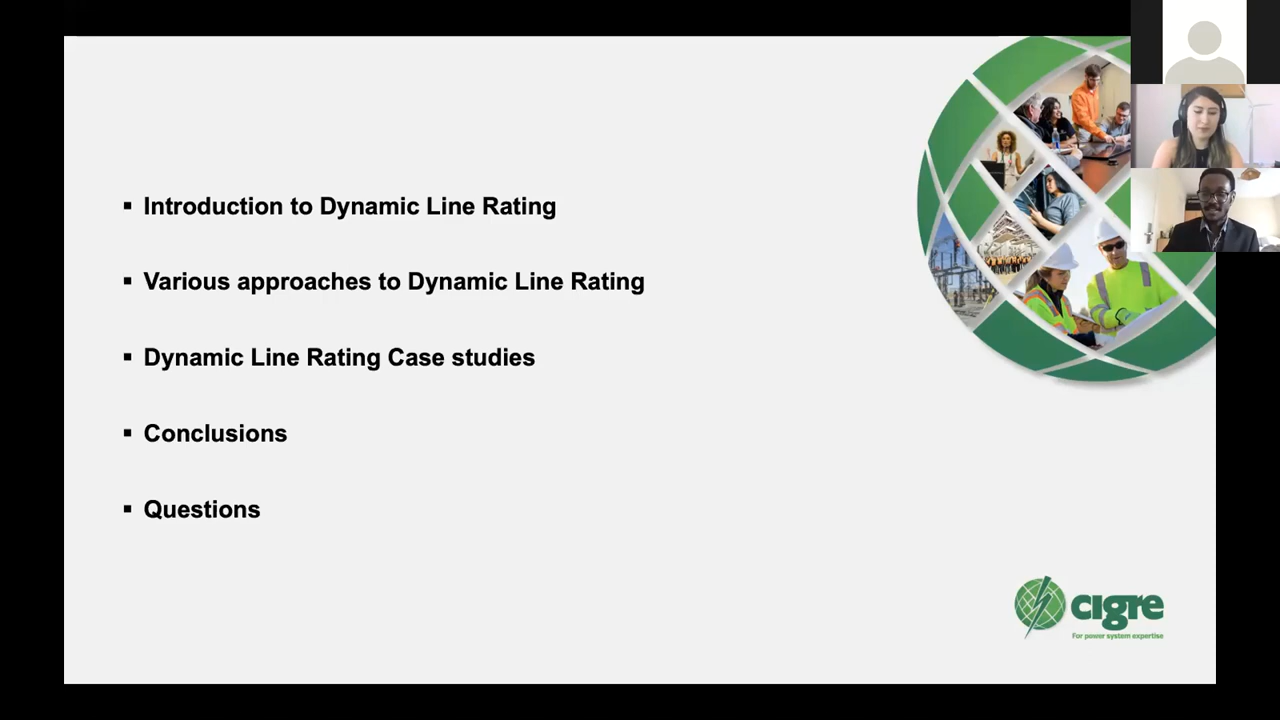 Introduction to Dynamic Line Rating
Various approaches to Dynamic Line Rating
Dynamic Line Rating Case studies
Conclusions
Questions
cigre
For power system expertise